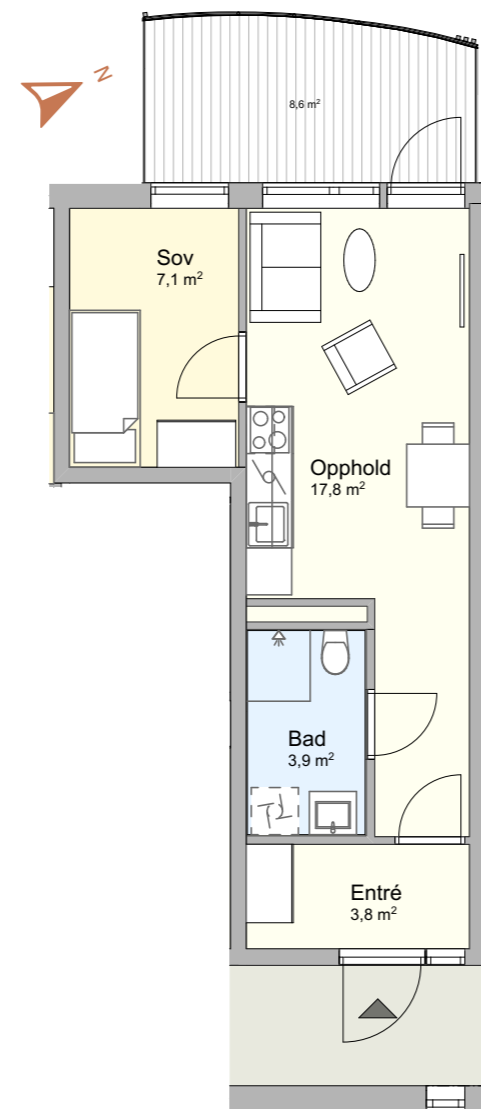 N
8,6 m²
Sov
7,1 m²
Opphold
17,8 m²
Bad
3,9 m²
TL
Entré
3,8 m²